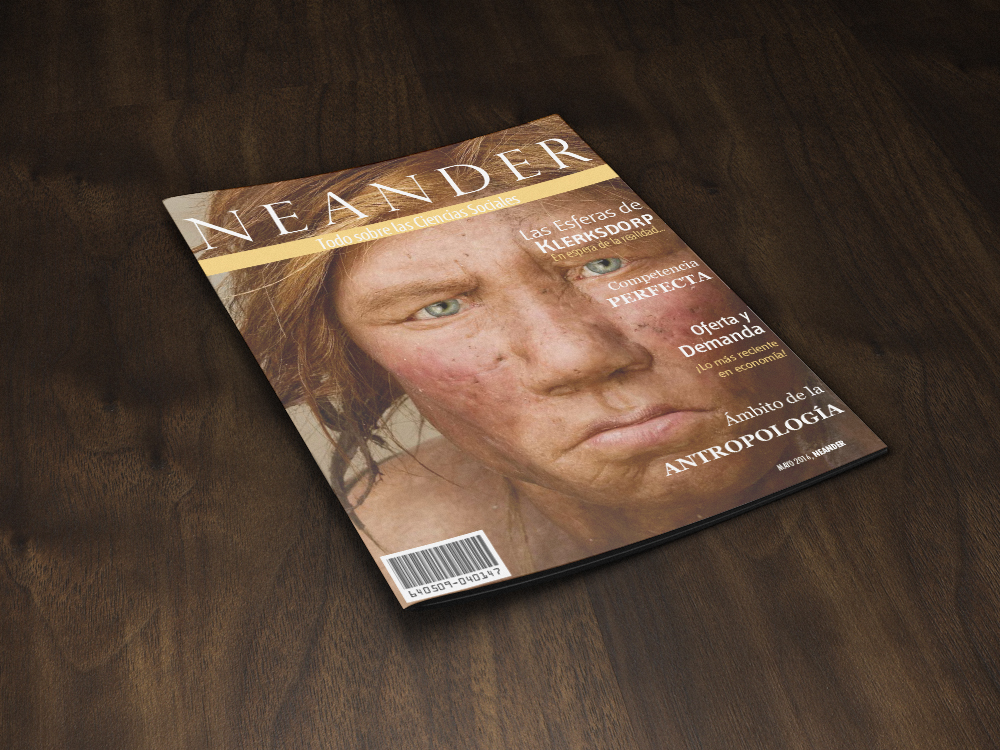 NEANDER
Todo sobre las Ciencias Sociales
Las Esferas de
KLERKSDORP
En espera de la realidad...
Competencia
PERFECTA
Oferta y
Demanda
¡Lo más reciente
en economía!
Ámbito de la
ANTROPOLOGÍA
MAYO 2014, NEANDER
640509-040147